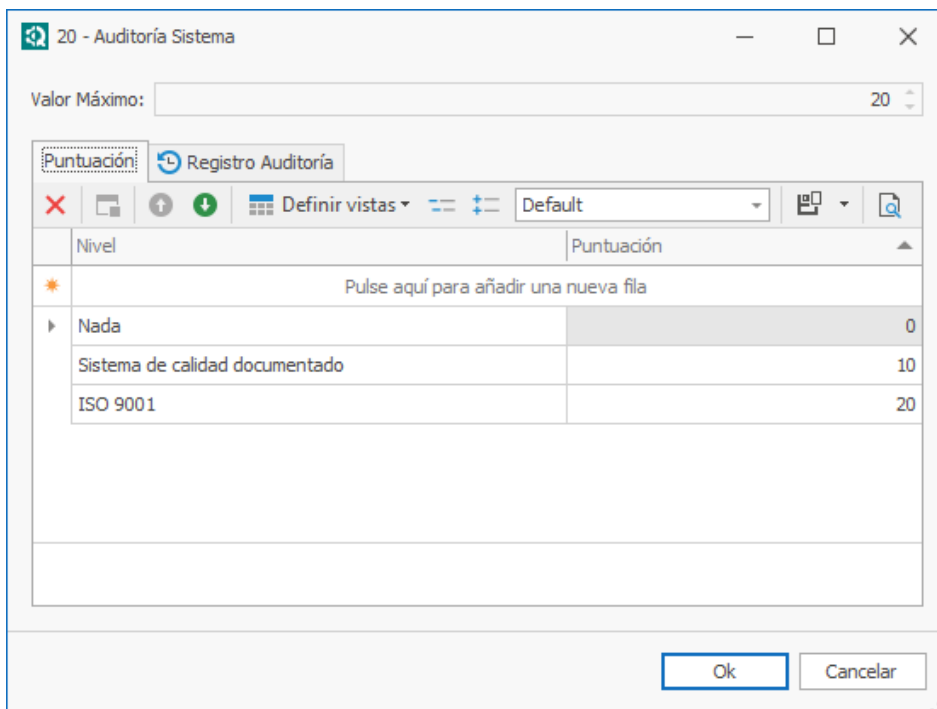 20 - Auditoría Sistema
Valor Máximo: 20
Puntuación Registro Auditoría
Definir vistas Default
Nivel Puntuación
Pulse aquí para añadir una nueva fila
Nada 0
Sistema de calidad documentado 10
ISO 9001 20
Ok Cancelar